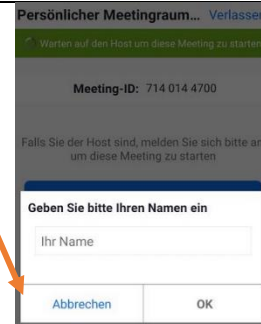 Persönlicher Meetingraum... Verlassen
Warten auf den Host um diese Meeting zu starten
Meeting-ID: 714 014 4700
Falls Sie der Host sind, melden Sie sich bitte an
um diese Meeting zu starten
Geben Sie bitte Ihren Namen ein
Ihr Name
Abbrechen OK